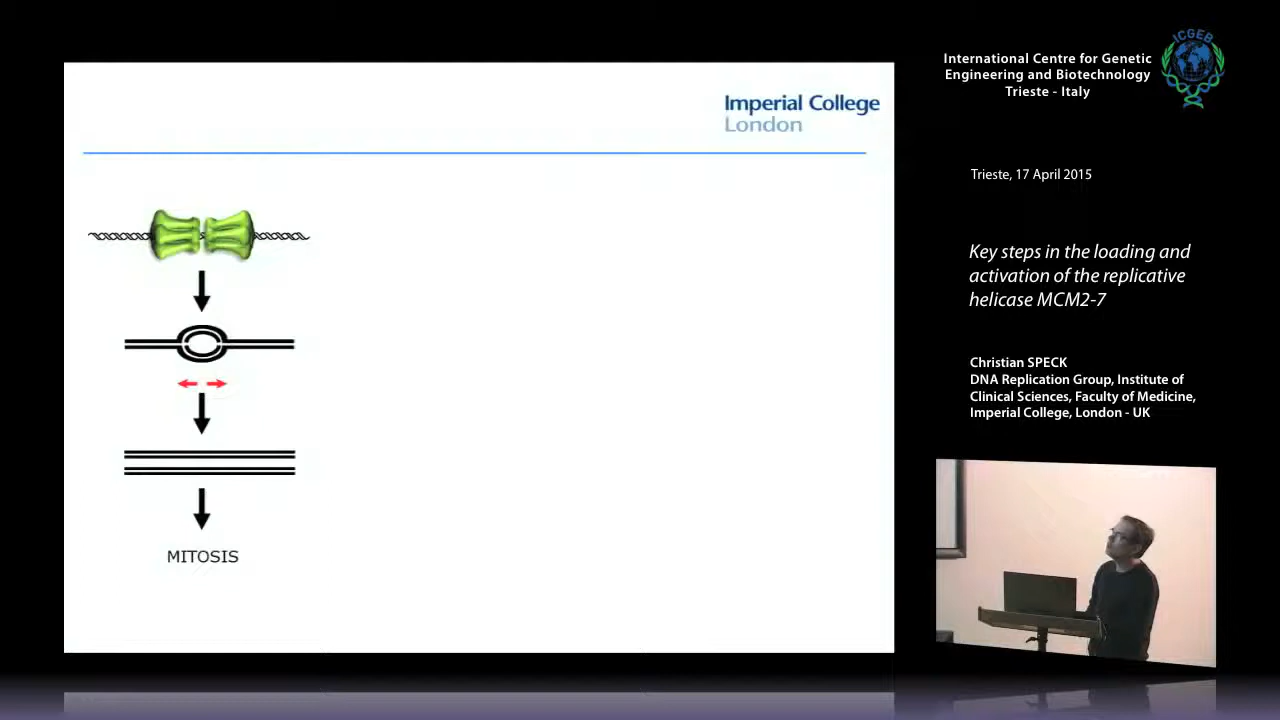 Imperial College
London
MITOSIS
International Centre for Genetic
Engineering and Biotechnology
Trieste - Italy
ICGEB
Trieste, 17 April 2015
Key steps in the loading and
activation of the replicative
helicase MCM2-7
Christian SPECK
DNA Replication Group, Institute of
Clinical Sciences, Faculty of Medicine,
Imperial College, London - UK